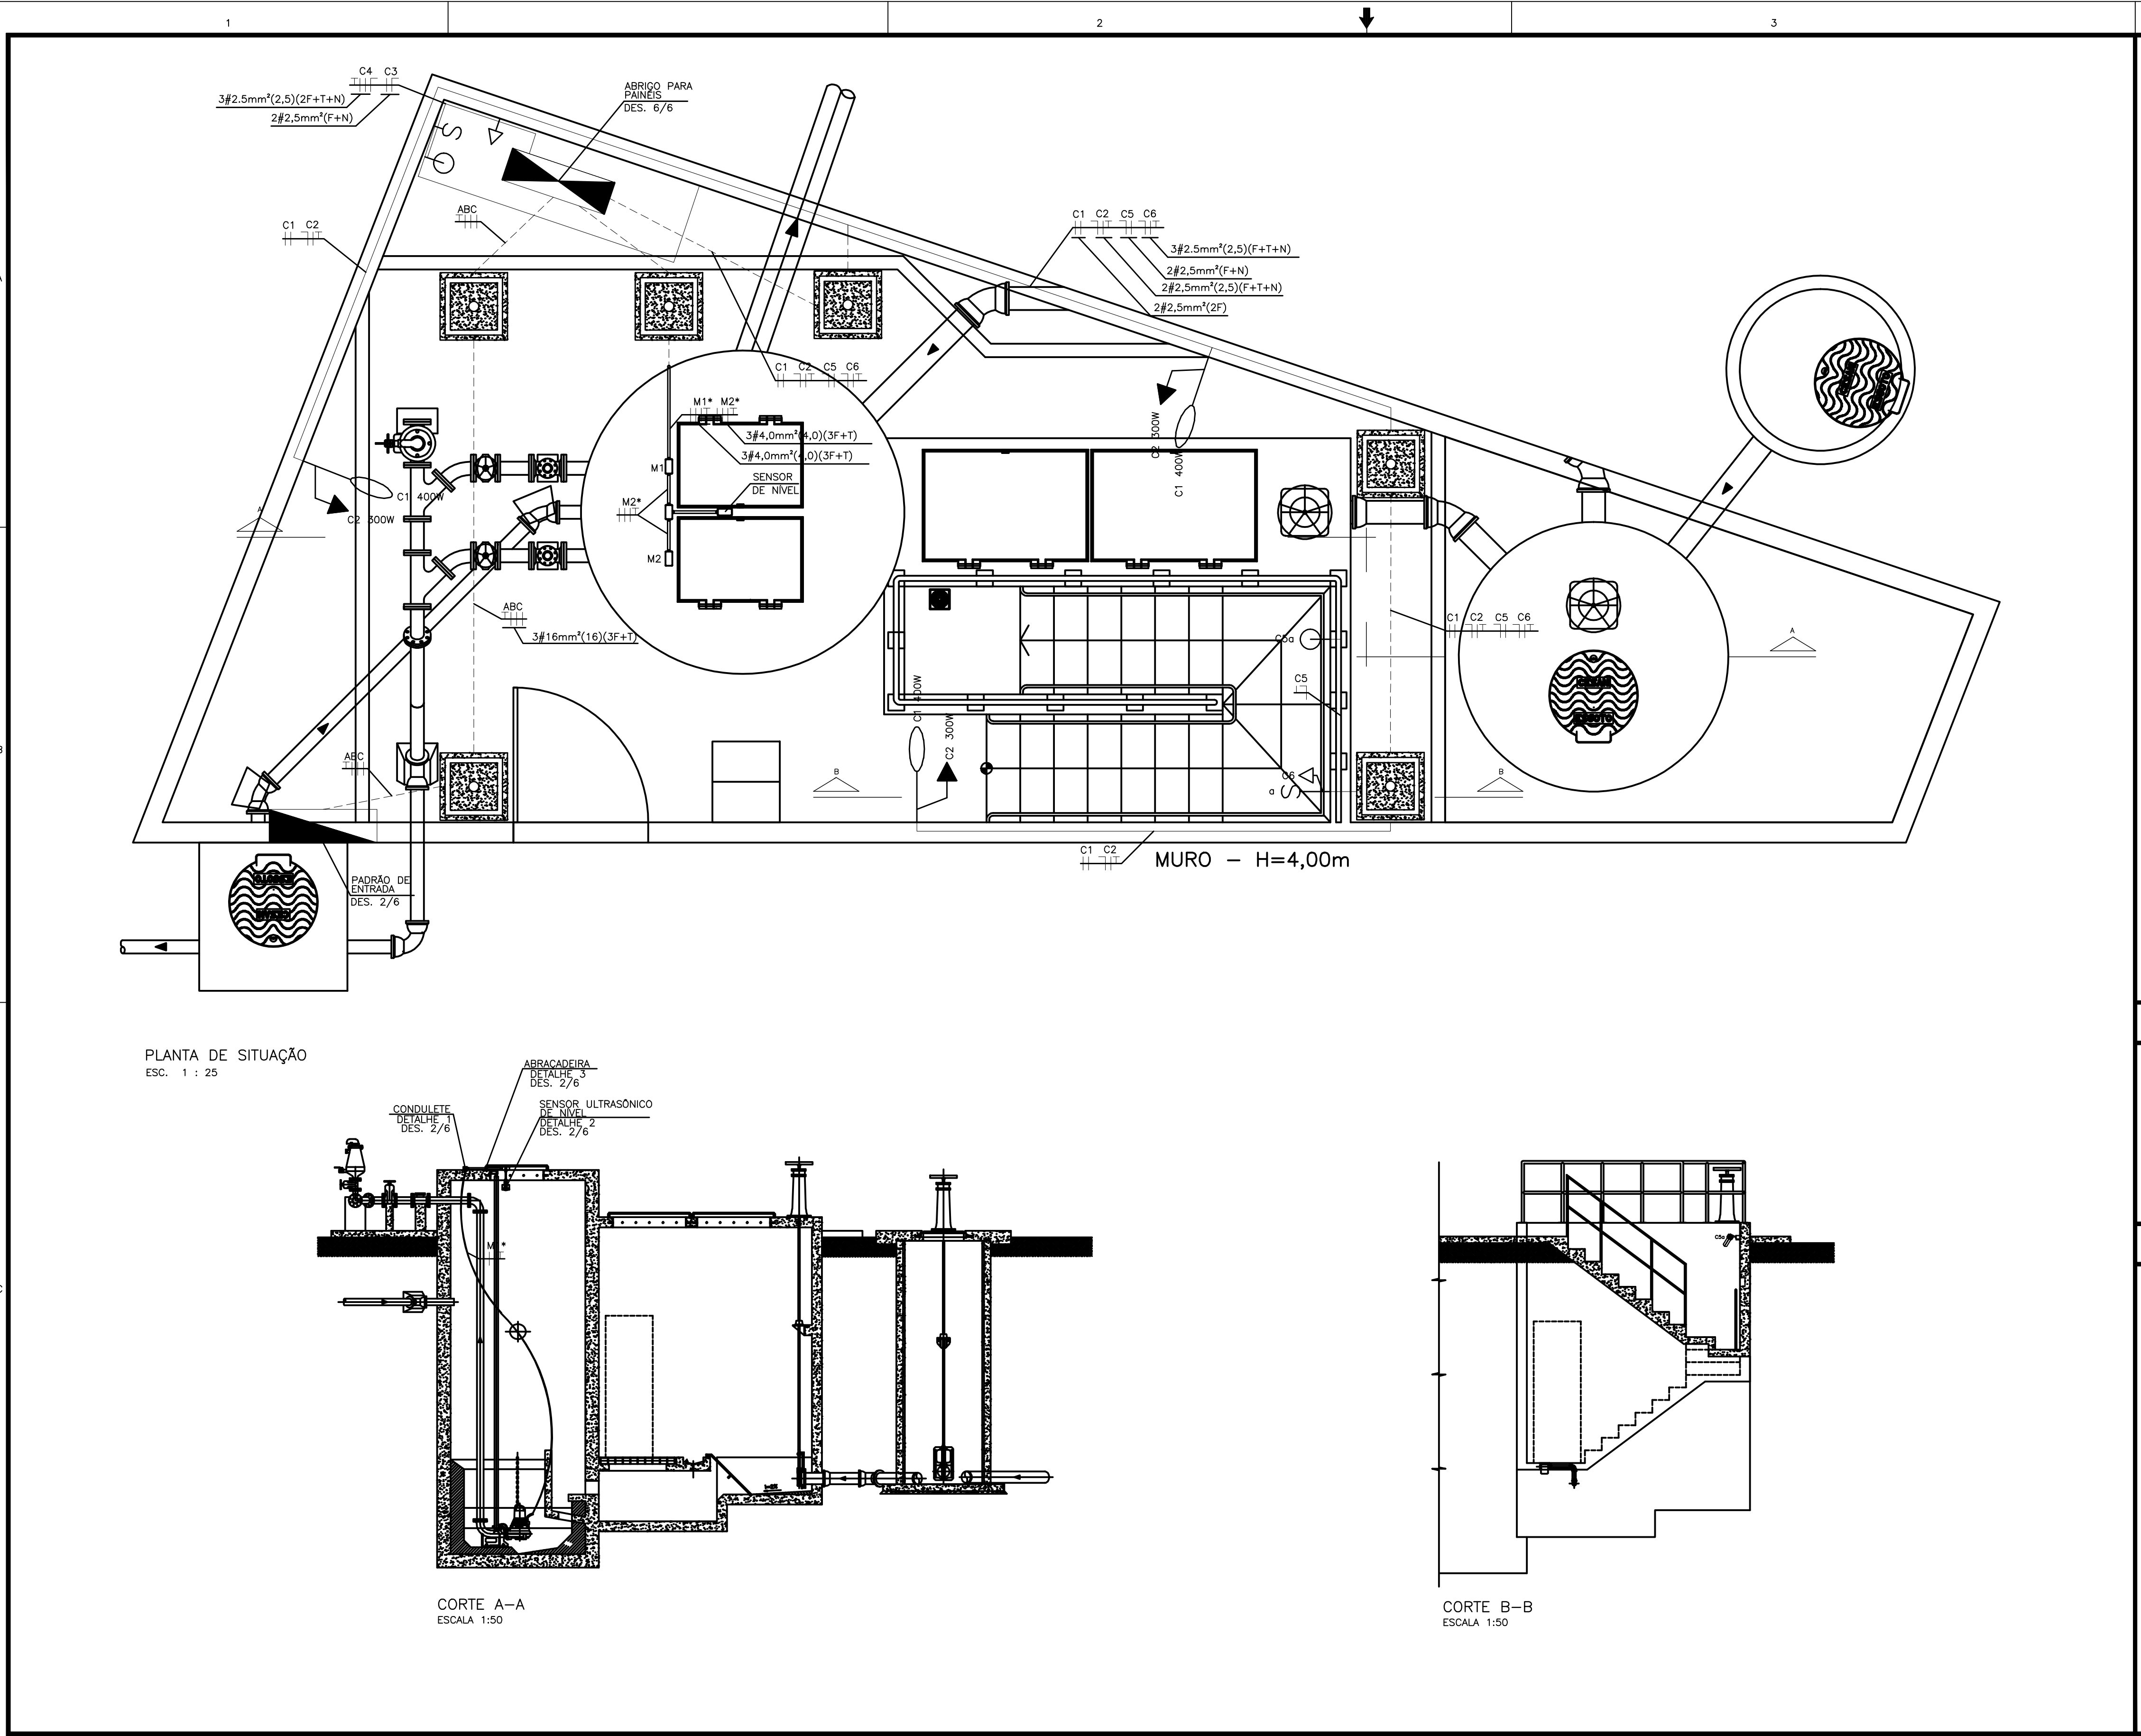 1
2
3
C4 C3
3#2.5mm²(2,5)(2F+T+N)
2#2,5mm²(F+N)
ABRIGO PARA
PAINÉIS
DES. 6/6
ABC
C1 C2
C1 C2 C5 C6
3#2.5mm²(2,5)(F+T+N)
2#2,5mm²(F+N)
2#2,5mm²(2,5)(F+T+N)
2#2,5mm²(2F)
C1 C2 C5 C6
M1* M2*
3#4,0mm²(4,0)(3F+T)
3#4,0mm²(4,0)(3F+T)
M1
SENSOR
DE NÍVEL
M2*
M2
C1 400W
C2 300W
A
C2 300W
C1 400W
ABC
3#16mm²(16)(3F+T)
C5a
C1 C2 C5 C6
A
C5
C1 400W
C2 300W
ABC
B
C6
a
B
C1 C2
MURO – H=4,00m
PADRÃO DE
ENTRADA
DES. 2/6
PLANTA DE SITUAÇÃO
ESC. 1 : 25
ABRAÇADEIRA
DETALHE 3
DES. 2/6
CONDULETE
DETALHE 1
DES. 2/6
SENSOR ULTRASÔNICO
DE NÍVEL
DETALHE 2
DES. 2/6
C5a
CORTE A–A
ESCALA 1:50
CORTE B–B
ESCALA 1:50